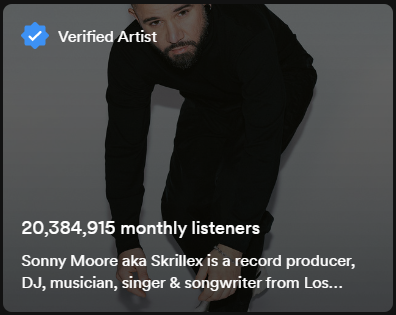 Verified Artist
20,384,915 monthly listeners
Sonny Moore aka Skrillex is a record producer,
DJ, musician, singer & songwriter from Los...